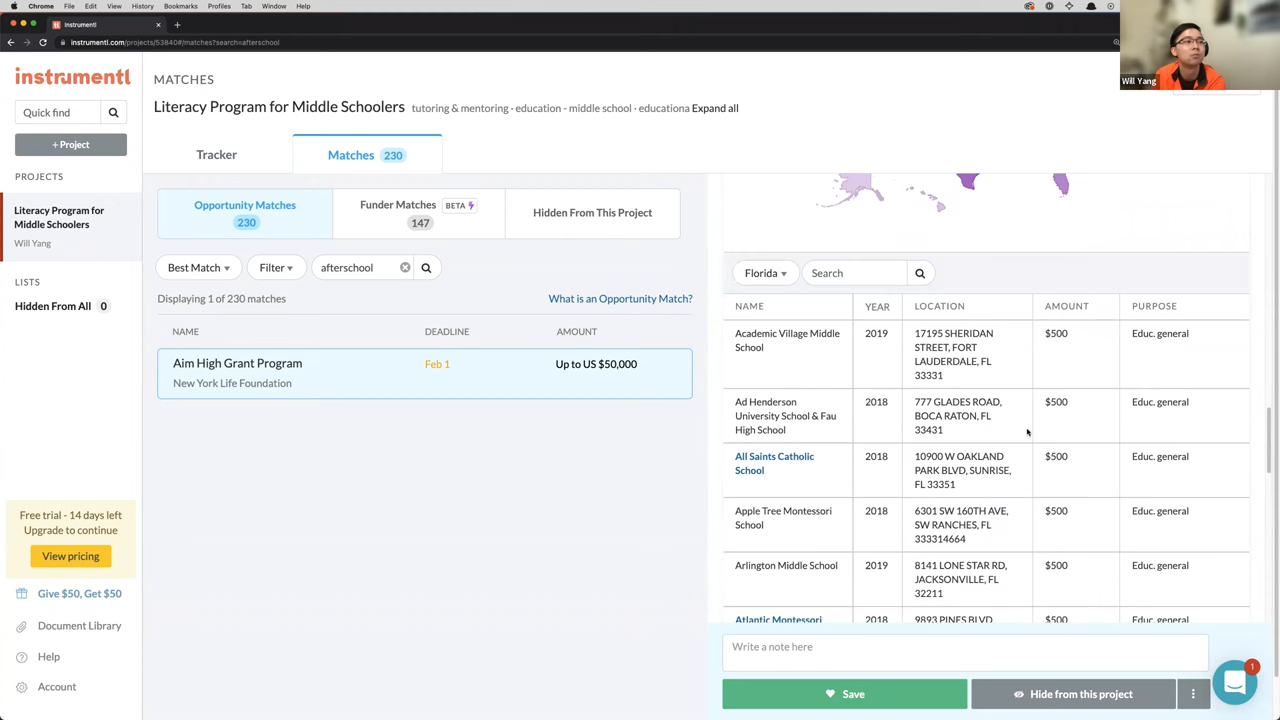 Chrome File Edit View History Bookmarks Profiles Tab Window Help
Instrumentl
instrumentl.com/projects/53840#/matches?search=afterschool
Will Yang
instrumentl
Quick find
+ Project
PROJECTS
Literacy Program for
Middle Schoolers
Will Yang
LISTS
Hidden From All 0
Free trial - 14 days left
Upgrade to continue
View pricing
Give $50, Get $50
Document Library
Help
Account
MATCHES
Literacy Program for Middle Schoolers tutoring & mentoring · education - middle school · educationa Expand all
Tracker
Matches 230
Opportunity Matches
230
Funder Matches BETA
147
Hidden From This Project
Best Match
Filter
afterschool
Displaying 1 of 230 matches
What is an Opportunity Match?
NAME DEADLINE AMOUNT
Aim High Grant Program Feb 1 Up to US $50,000
New York Life Foundation
Florida
Search
NAME YEAR LOCATION AMOUNT PURPOSE
Academic Village Middle
School
2019
17195 SHERIDAN
STREET, FORT
LAUDERDALE, FL
33331
$500
Educ. general
Ad Henderson
University School & Fau
High School
2018
777 GLADES ROAD,
BOCA RATON, FL
33431
$500
Educ. general
All Saints Catholic
School
2018
10900 W OAKLAND
PARK BLVD, SUNRISE,
FL 33351
$500
Educ. general
Apple Tree Montessori
School
2018
6301 SW 160TH AVE,
SW RANCHES, FL
333314664
$500
Educ. general
Arlington Middle School
2019
8141 LONE STAR RD,
JACKSONVILLE, FL
32211
$500
Educ. general
Atlantic Montessori
2018
9893 PINES BLVD
$500
Educ. general
Write a note here
Save
Hide from this project
1